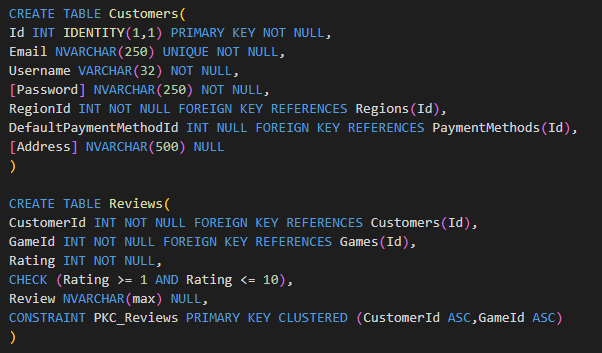 CREATE TABLE Customers(
Id INT IDENTITY(1,1) PRIMARY KEY NOT NULL,
Email NVARCHAR(250) UNIQUE NOT NULL,
Username VARCHAR(32) NOT NULL,
[Password] NVARCHAR(250) NOT NULL,
RegionId INT NOT NULL FOREIGN KEY REFERENCES Regions(Id),
DefaultPaymentMethodId INT NULL FOREIGN KEY REFERENCES PaymentMethods(Id),
[Address] NVARCHAR(500) NULL
)
CREATE TABLE Reviews(
CustomerId INT NOT NULL FOREIGN KEY REFERENCES Customers(Id),
GameId INT NOT NULL FOREIGN KEY REFERENCES Games(Id),
Rating INT NOT NULL,
CHECK (Rating >= 1 AND Rating <= 10),
Review NVARCHAR(max) NULL,
CONSTRAINT PKC_Reviews PRIMARY KEY CLUSTERED (CustomerId ASC,GameId ASC)
)